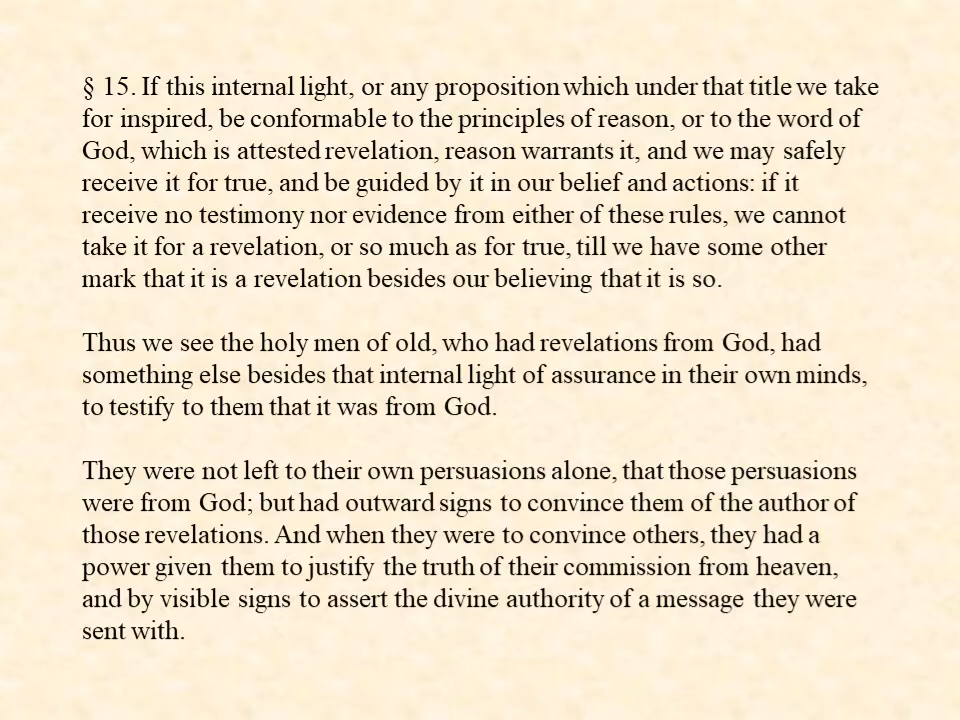 § 15. If this internal light, or any proposition which under that title we take
for inspired, be conformable to the principles of reason, or to the word of
God, which is attested revelation, reason warrants it, and we may safely
receive it for true, and be guided by it in our belief and actions: if it
receive no testimony nor evidence from either of these rules, we cannot
take it for a revelation, or so much as for true, till we have some other
mark that it is a revelation besides our believing that it is so.
Thus we see the holy men of old, who had revelations from God, had
something else besides that internal light of assurance in their own minds,
to testify to them that it was from God.
They were not left to their own persuasions alone, that those persuasions
were from God; but had outward signs to convince them of the author of
those revelations. And when they were to convince others, they had a
power given them to justify the truth of their commission from heaven,
and by visible signs to assert the divine authority of a message they were
sent with.